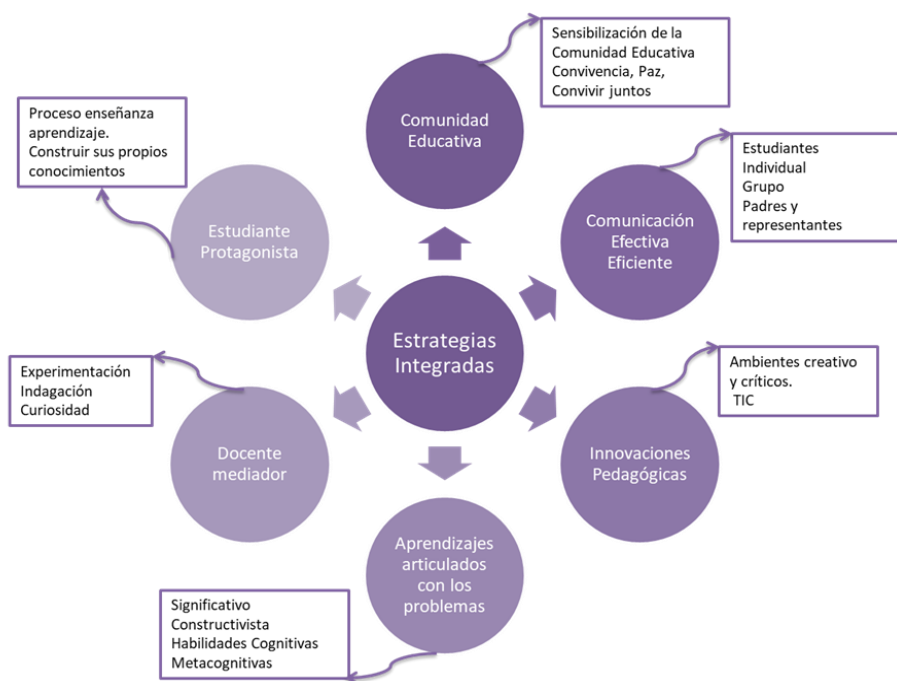 Sensibilización de la
Comunidad Educativa
Convivencia, Paz,
Convivir juntos
Comunidad
Educativa
Proceso enseñanza
aprendizaje.
Construir sus propios
conocimientos
Estudiante
Protagonista
Estudiantes
Individual
Grupo
Padres y
representantes
Comunicación
Efectiva
Eficiente
Estrategias
Integradas
Experimentación
Indagación
Curiosidad
Docente
mediador
Ambientes creativo
y críticos.
TIC
Innovaciones
Pedagógicas
Aprendizajes
articulados
con los
problemas
Significativo
Constructivista
Habilidades Cognitivas
Metacognitivas